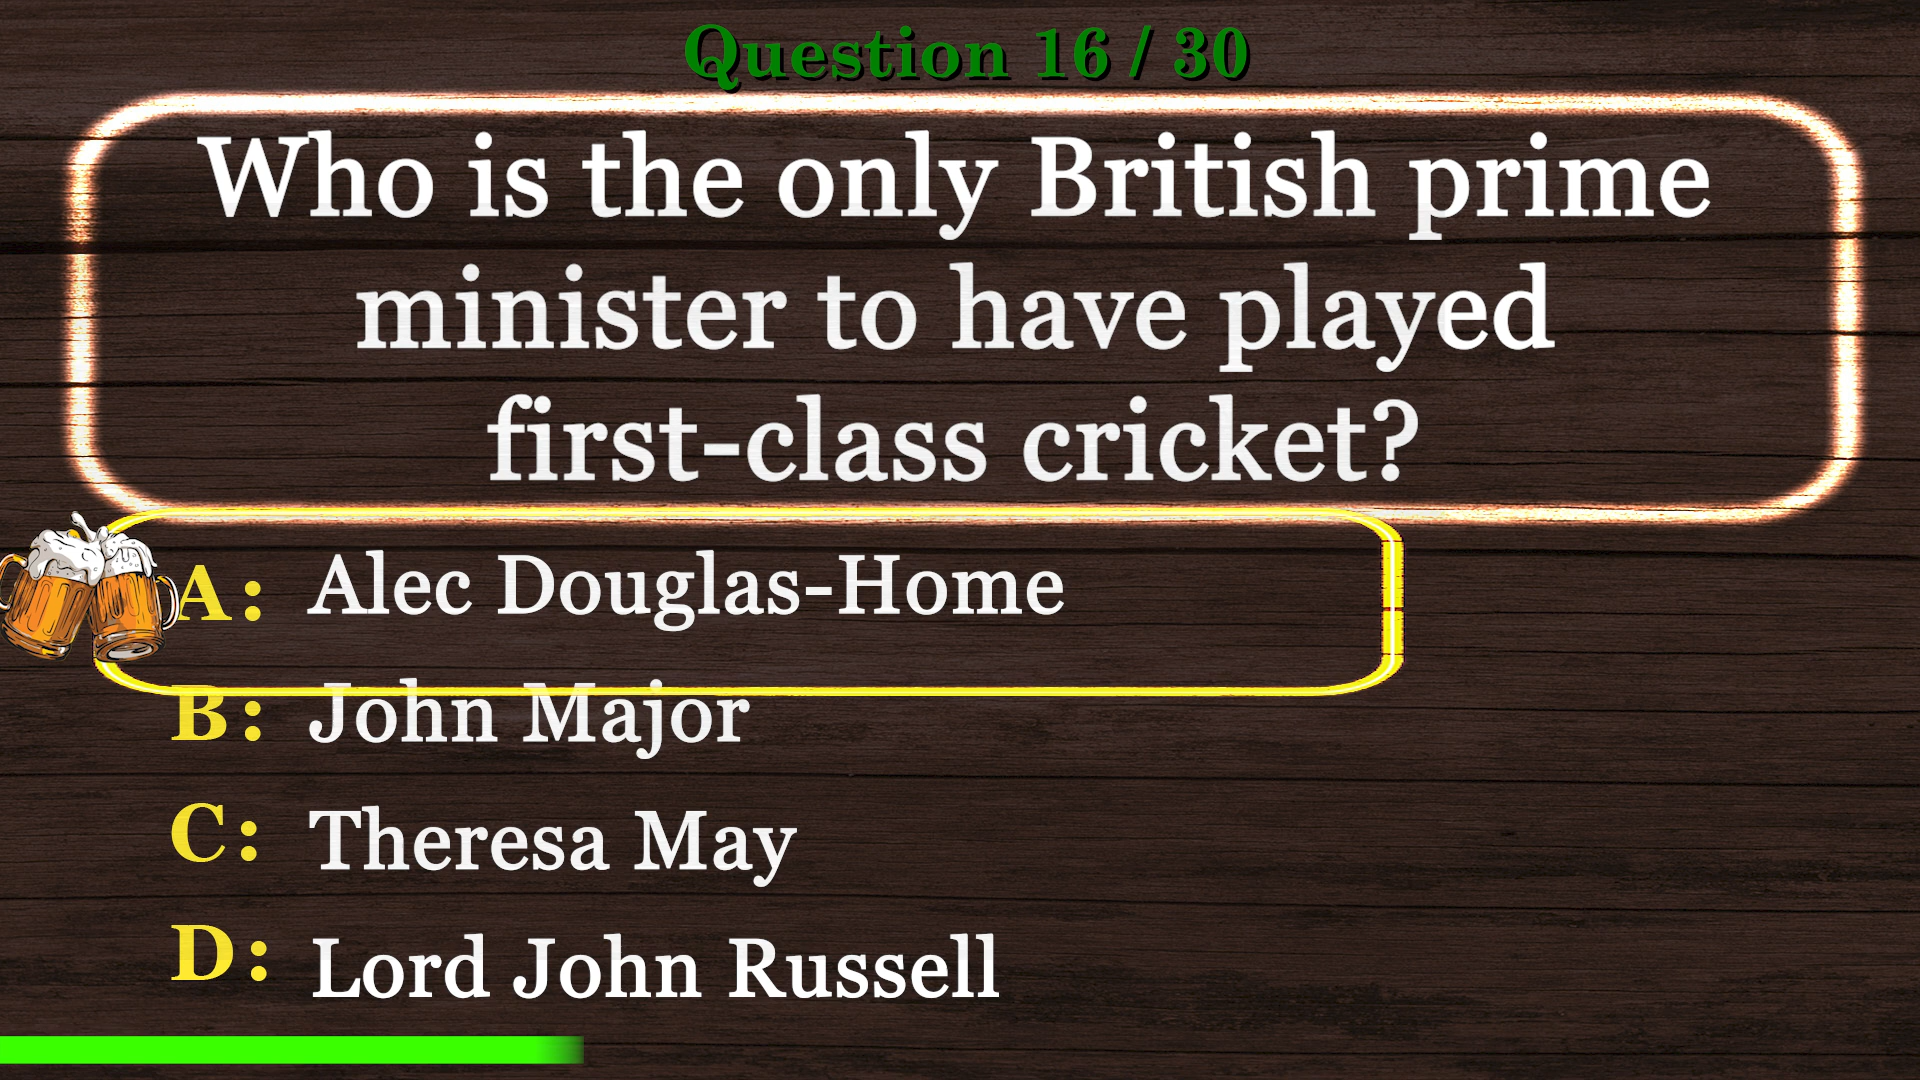 Question 16 / 30
Who is the only British prime
minister to have played
first-class cricket?
A: Alec Douglas-Home
B: John Major
C: Theresa May
D: Lord John Russell